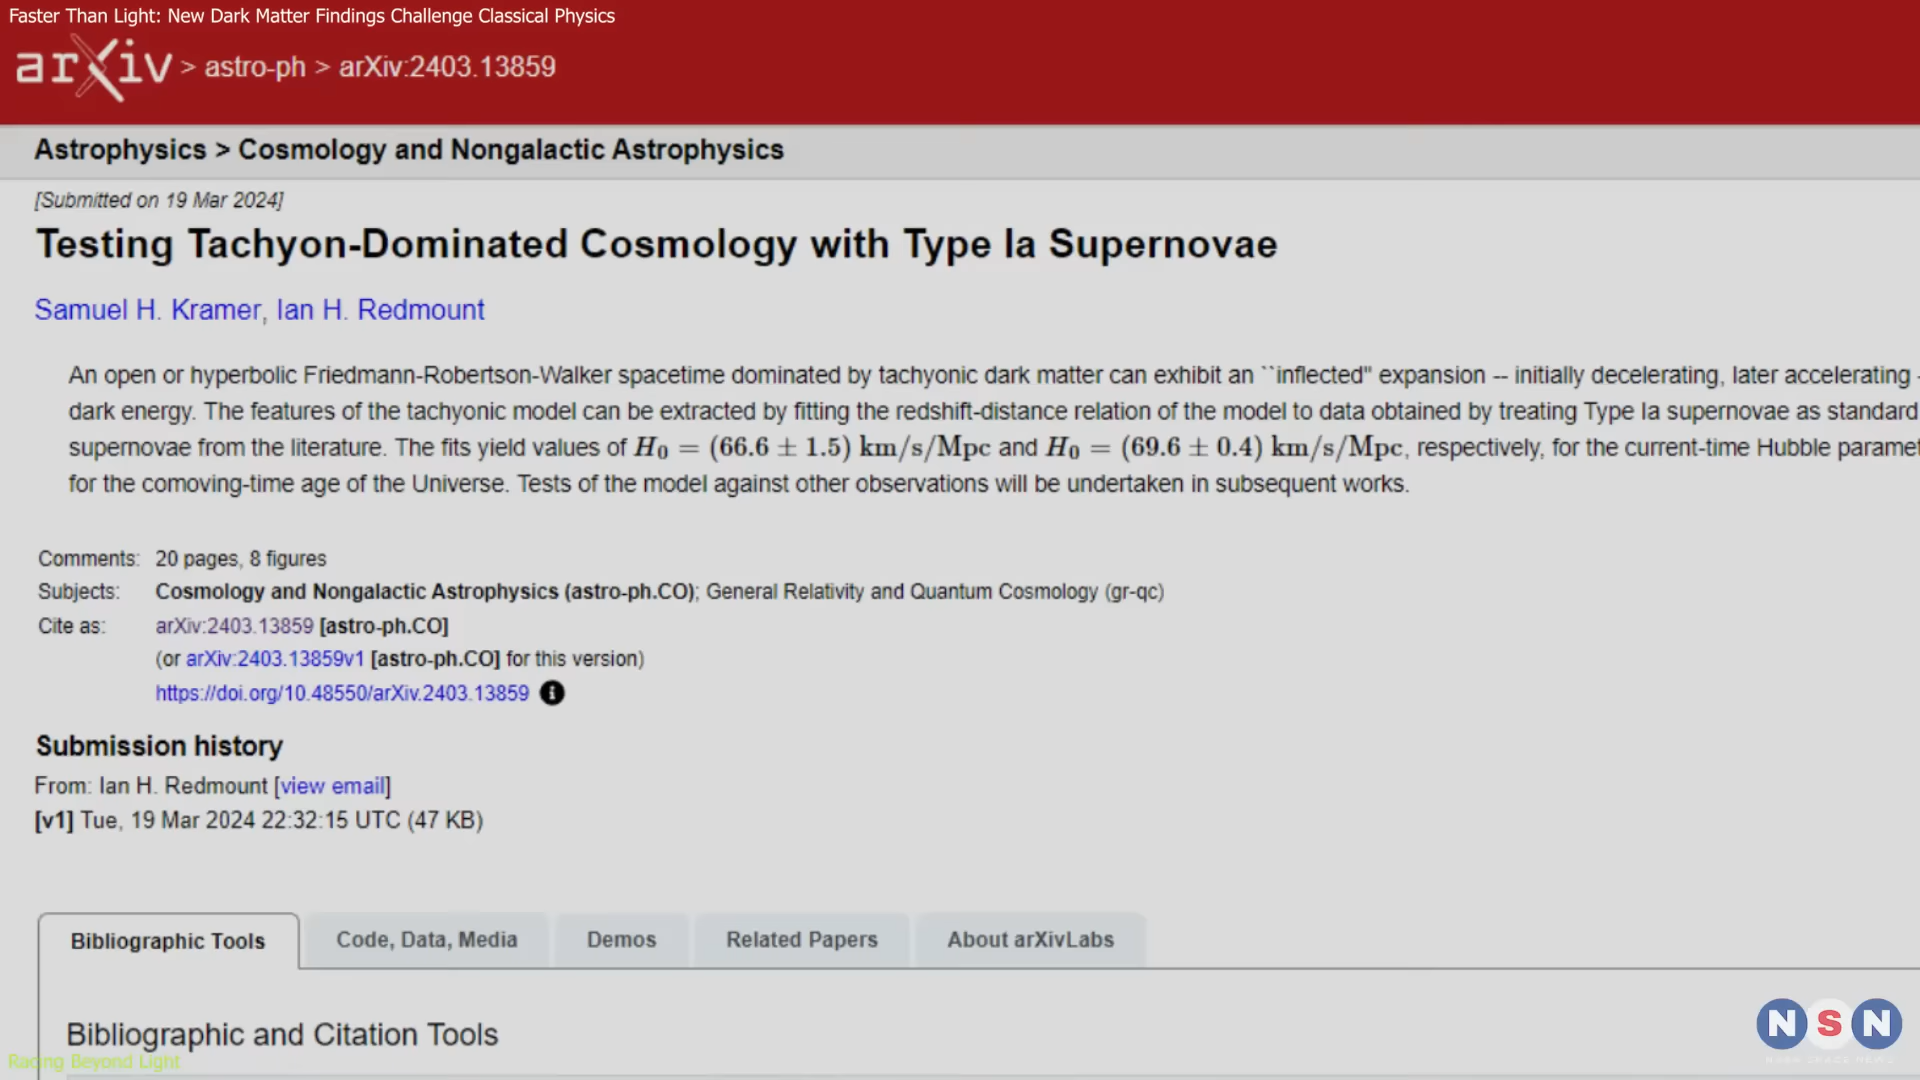 Faster Than Light: New Dark Matter Findings Challenge Classical Physics
arXiv > astro-ph > arXiv:2403.13859
Astrophysics > Cosmology and Nongalactic Astrophysics
[Submitted on 19 Mar 2024]
Testing Tachyon-Dominated Cosmology with Type Ia Supernovae
Samuel H. Kramer, Ian H. Redmount
An open or hyperbolic Friedmann-Robertson-Walker spacetime dominated by tachyonic dark matter can exhibit an ``inflected" expansion -- initially decelerating, later accelerating -
dark energy. The features of the tachyonic model can be extracted by fitting the redshift-distance relation of the model to data obtained by treating Type Ia supernovae as standard
supernovae from the literature. The fits yield values of H₀ = (66.6 ± 1.5) km/s/Mpc and H₀ = (69.6 ± 0.4) km/s/Mpc, respectively, for the current-time Hubble paramet
for the comoving-time age of the Universe. Tests of the model against other observations will be undertaken in subsequent works.
Comments: 20 pages, 8 figures
Subjects: Cosmology and Nongalactic Astrophysics (astro-ph.CO); General Relativity and Quantum Cosmology (gr-qc)
Cite as: arXiv:2403.13859 [astro-ph.CO]
(or arXiv:2403.13859v1 [astro-ph.CO] for this version)
https://doi.org/10.48550/arXiv.2403.13859
Submission history
From: Ian H. Redmount [view email]
[v1] Tue, 19 Mar 2024 22:32:15 UTC (47 KB)
Bibliographic Tools Code, Data, Media Demos Related Papers About arXivLabs
Bibliographic and Citation Tools
Racing Beyond Light
NSN